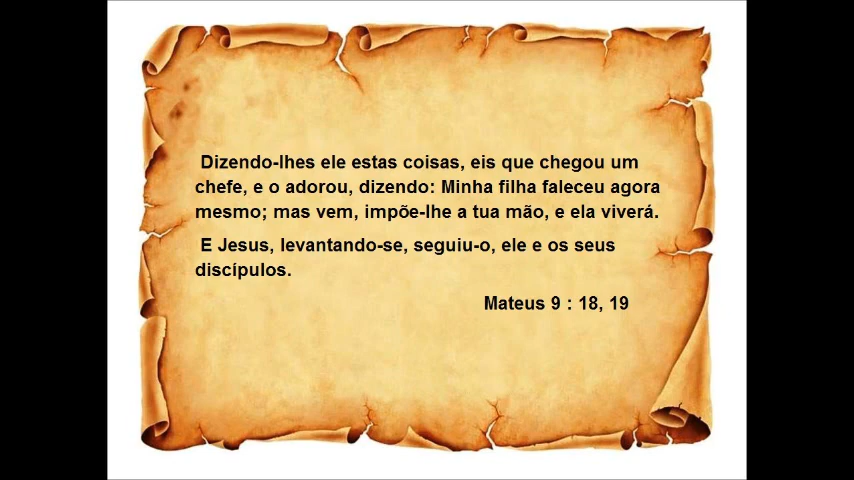 Dizendo-lhes ele estas coisas, eis que chegou um
chefe, e o adorou, dizendo: Minha filha faleceu agora
mesmo; mas vem, impõe-lhe a tua mão, e ela viverá.
E Jesus, levantando-se, seguiu-o, ele e os seus
discípulos.
Mateus 9 : 18, 19